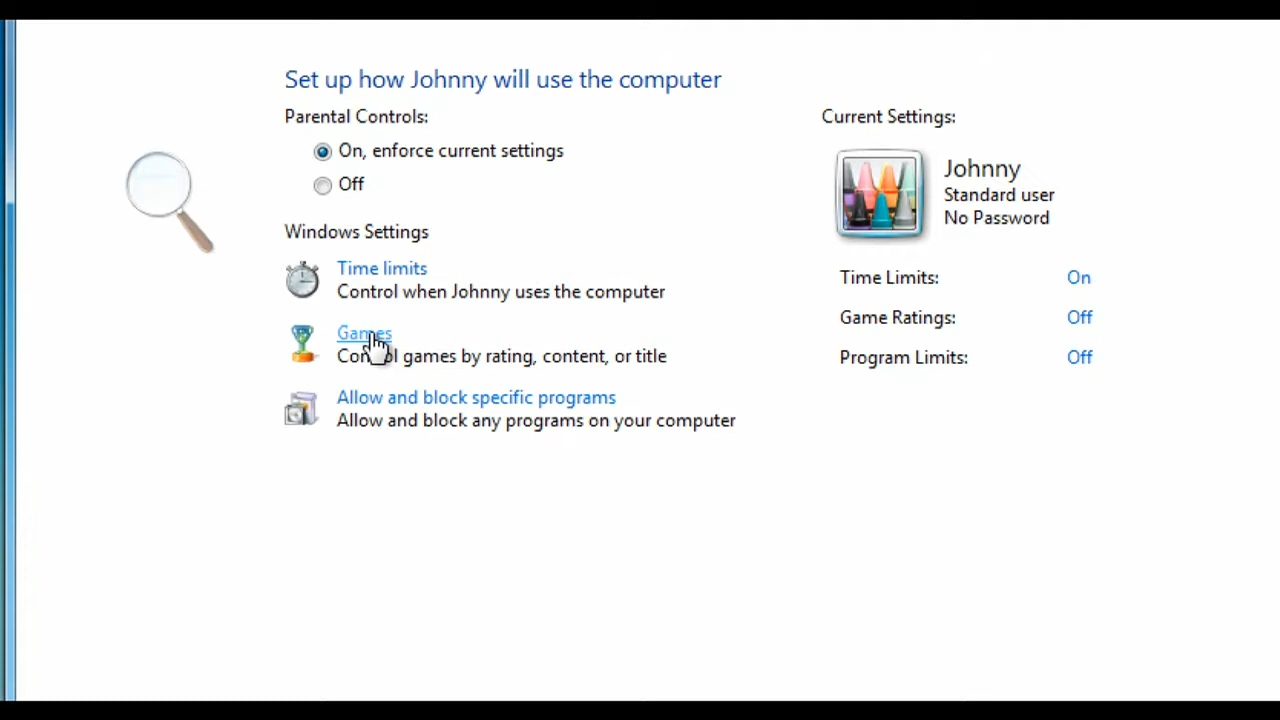 Set up how Johnny will use the computer
Parental Controls:
On, enforce current settings
Off
Windows Settings
Time limits
Control when Johnny uses the computer
Games
Control games by rating, content, or title
Allow and block specific programs
Allow and block any programs on your computer
Current Settings:
Johnny
Standard user
No Password
Time Limits: On
Game Ratings: Off
Program Limits: Off